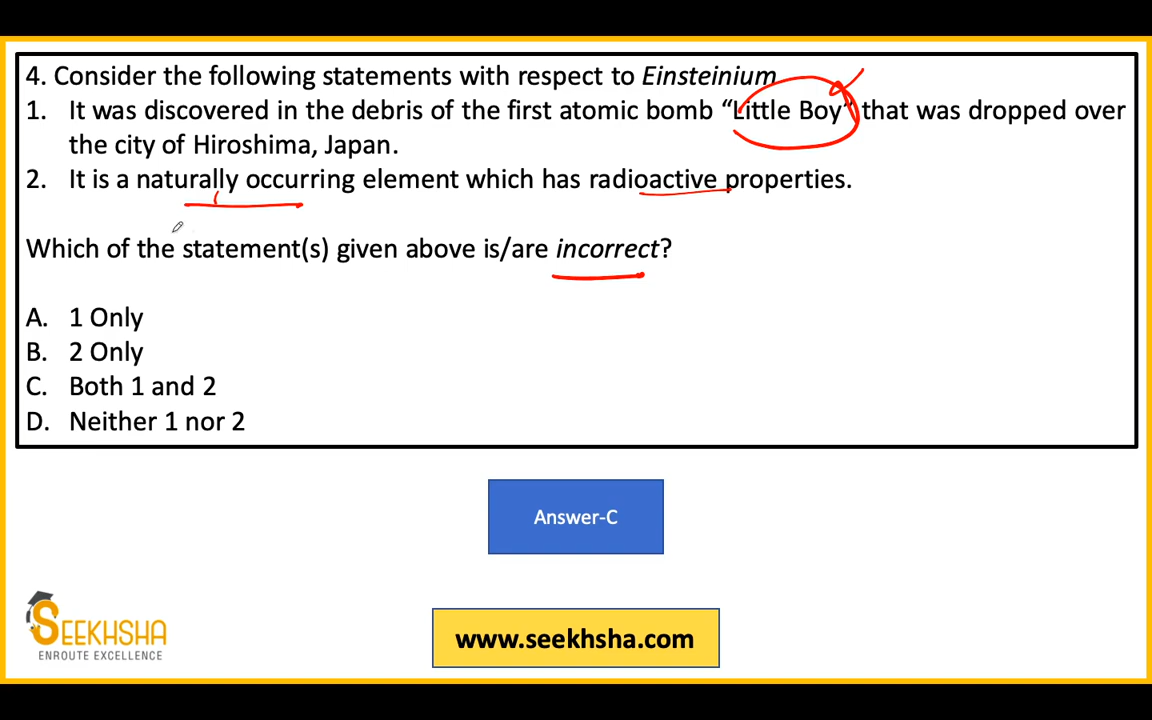 4. Consider the following statements with respect to Einsteinium
1. It was discovered in the debris of the first atomic bomb “Little Boy” that was dropped over
the city of Hiroshima, Japan.
2. It is a naturally occurring element which has radioactive properties.
Which of the statement(s) given above is/are incorrect?
A. 1 Only
B. 2 Only
C. Both 1 and 2
D. Neither 1 nor 2
Answer-C
SEEKHSHA
ENROUTE EXCELLENCE
www.seekhsha.com